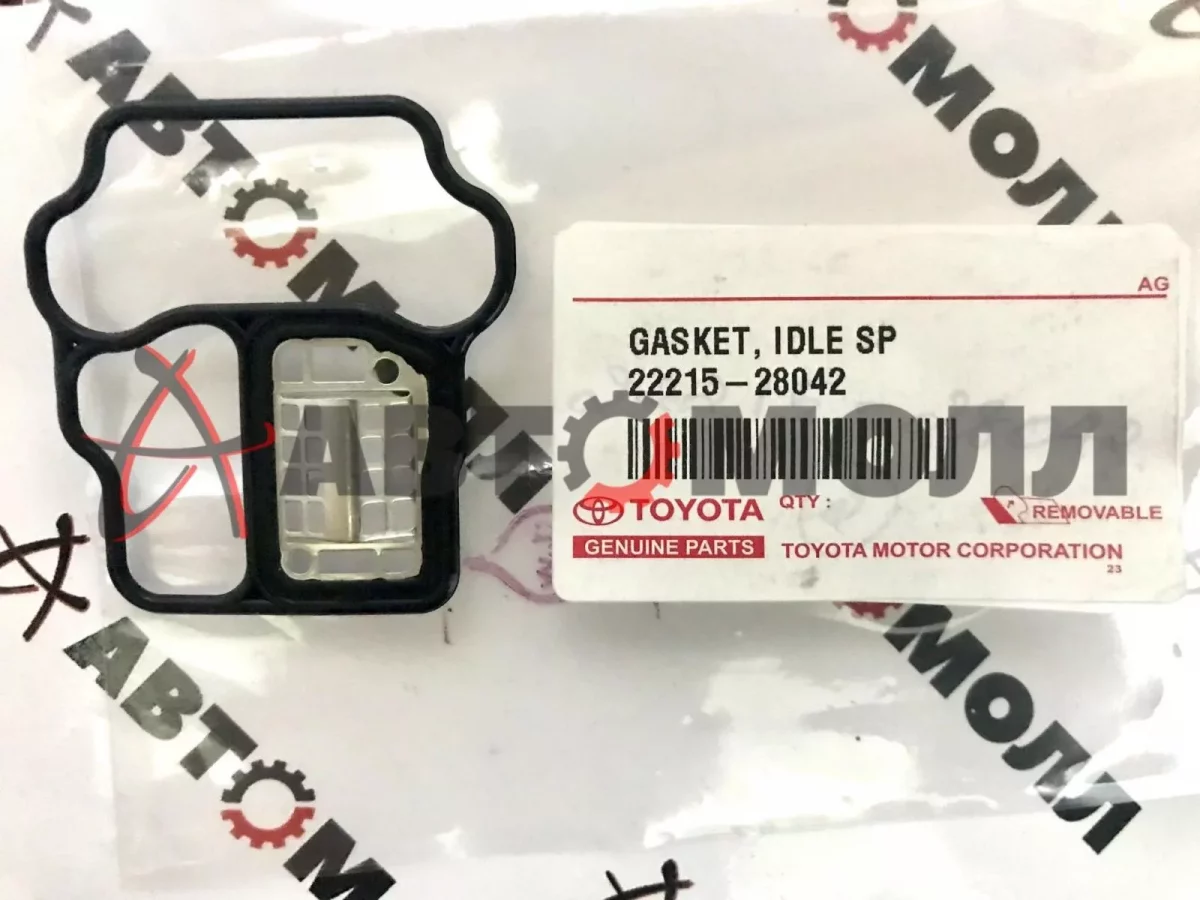 АВТОМОЛЛ
АВТОМОЛЛ
AG
GASKET, IDLE SP
22215-28042
АВТОМОЛЛ
TOYOTA
QTY :
REMOVABLE
GENUINE PARTS
TOYOTA MOTOR CORPORATION
23
АВТОМОЛЛ